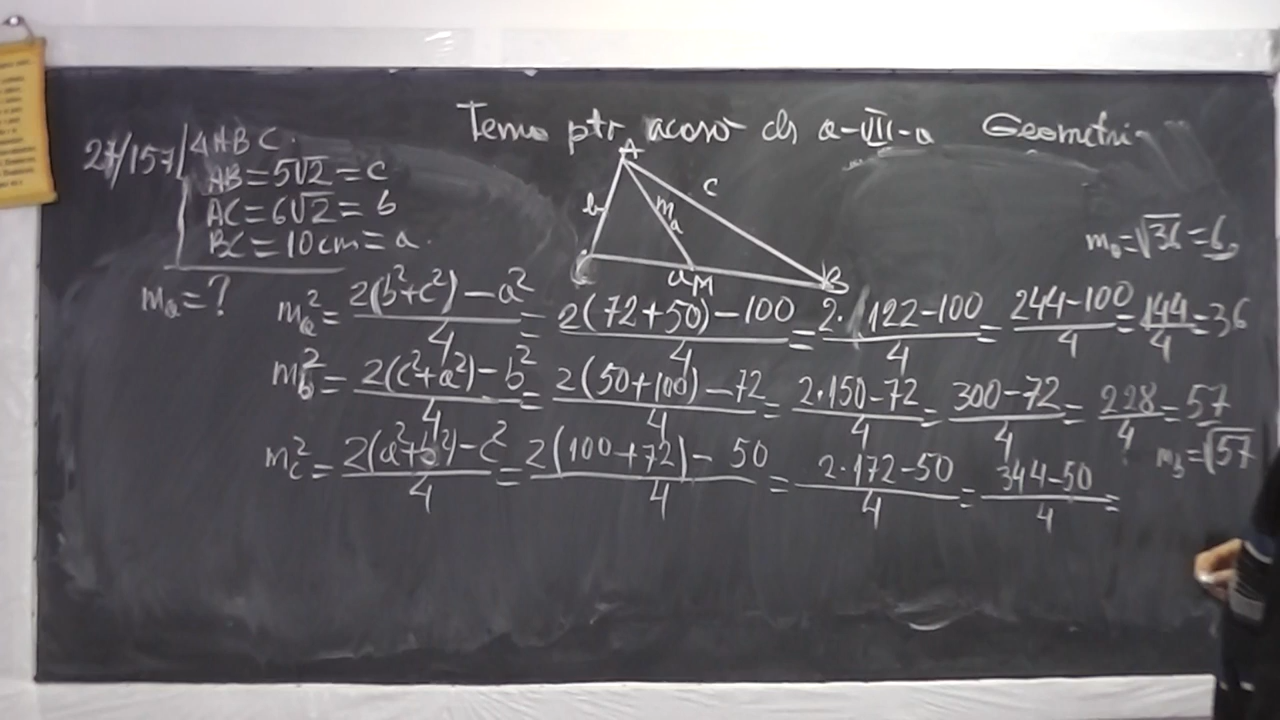 Tema ptr. acasă cls a-VII-a Geometri
27/157 ΔABC.
AB=5√2=c
AC=6√2=b
BC=10cm=a.
mₐ=?
A
b
mₐ
c
C
a
M
B
mₐ=√36=6
mₐ²=(2(b²+c²)-a²)/4=(2(72+50)-100)/4=(2·122-100)/4=(244-100)/4=144/4=36
m_b²=(2(c²+a²)-b²)/4=(2(50+100)-72)/4=(2·150-72)/4=(300-72)/4=228/4=57
m_b=√57
m_c²=(2(a²+b²)-c²)/4=(2(100+72)-50)/4=(2·172-50)/4=(344-50)/4=